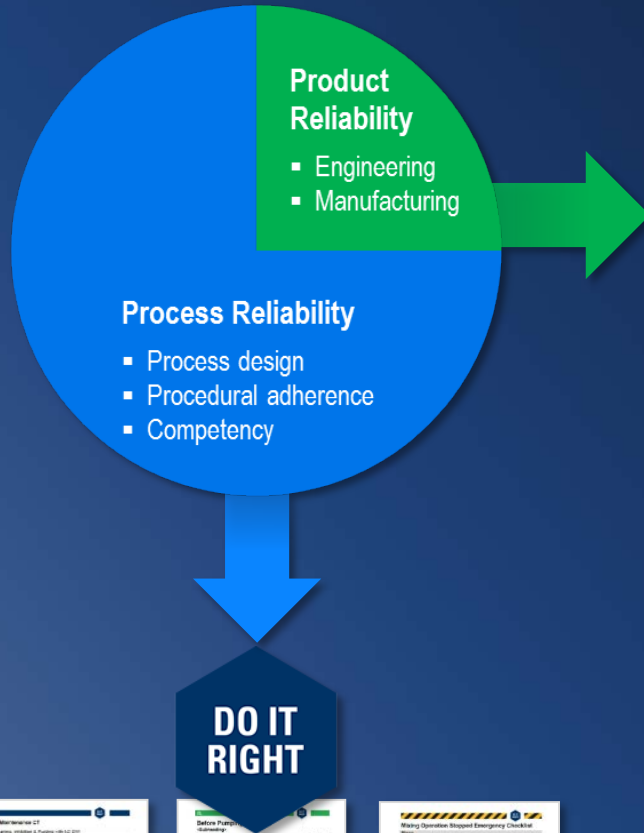 Product
Reliability
▪ Engineering
▪ Manufacturing
Process Reliability
▪ Process design
▪ Procedural adherence
▪ Competency
DO IT
RIGHT
Maintenance CT
Before Pumping
Mixing Operation Stopped Emergency Checklist